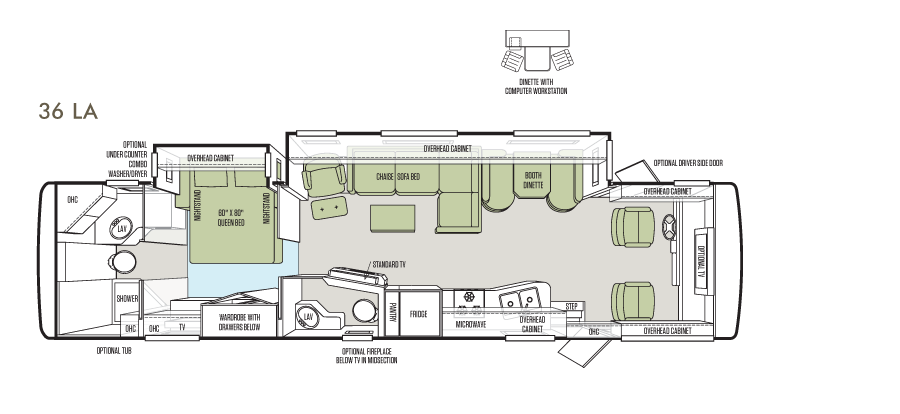 DINETTE WITH
COMPUTER WORKSTATION
36 LA
OPTIONAL
UNDER COUNTER
COMBO
WASHER/DRYER
OVERHEAD CABINET
OVERHEAD CABINET
OPTIONAL DRIVER SIDE DOOR
CHAISE SOFA BED
BOOTH
DINETTE
OVERHEAD CABINET
OHC
LAV
NIGHTSTAND
60" X 80"
QUEEN BED
NIGHTSTAND
OPTIONAL TV
STANDARD TV
SHOWER
OHC
OHC
TV
WARDROBE WITH
DRAWERS BELOW
LAV
PANTRY
FRIDGE
MICROWAVE
OVERHEAD
CABINET
STEP
OHC
OVERHEAD CABINET
OPTIONAL TUB
OPTIONAL FIREPLACE
BELOW TV IN MIDSECTION